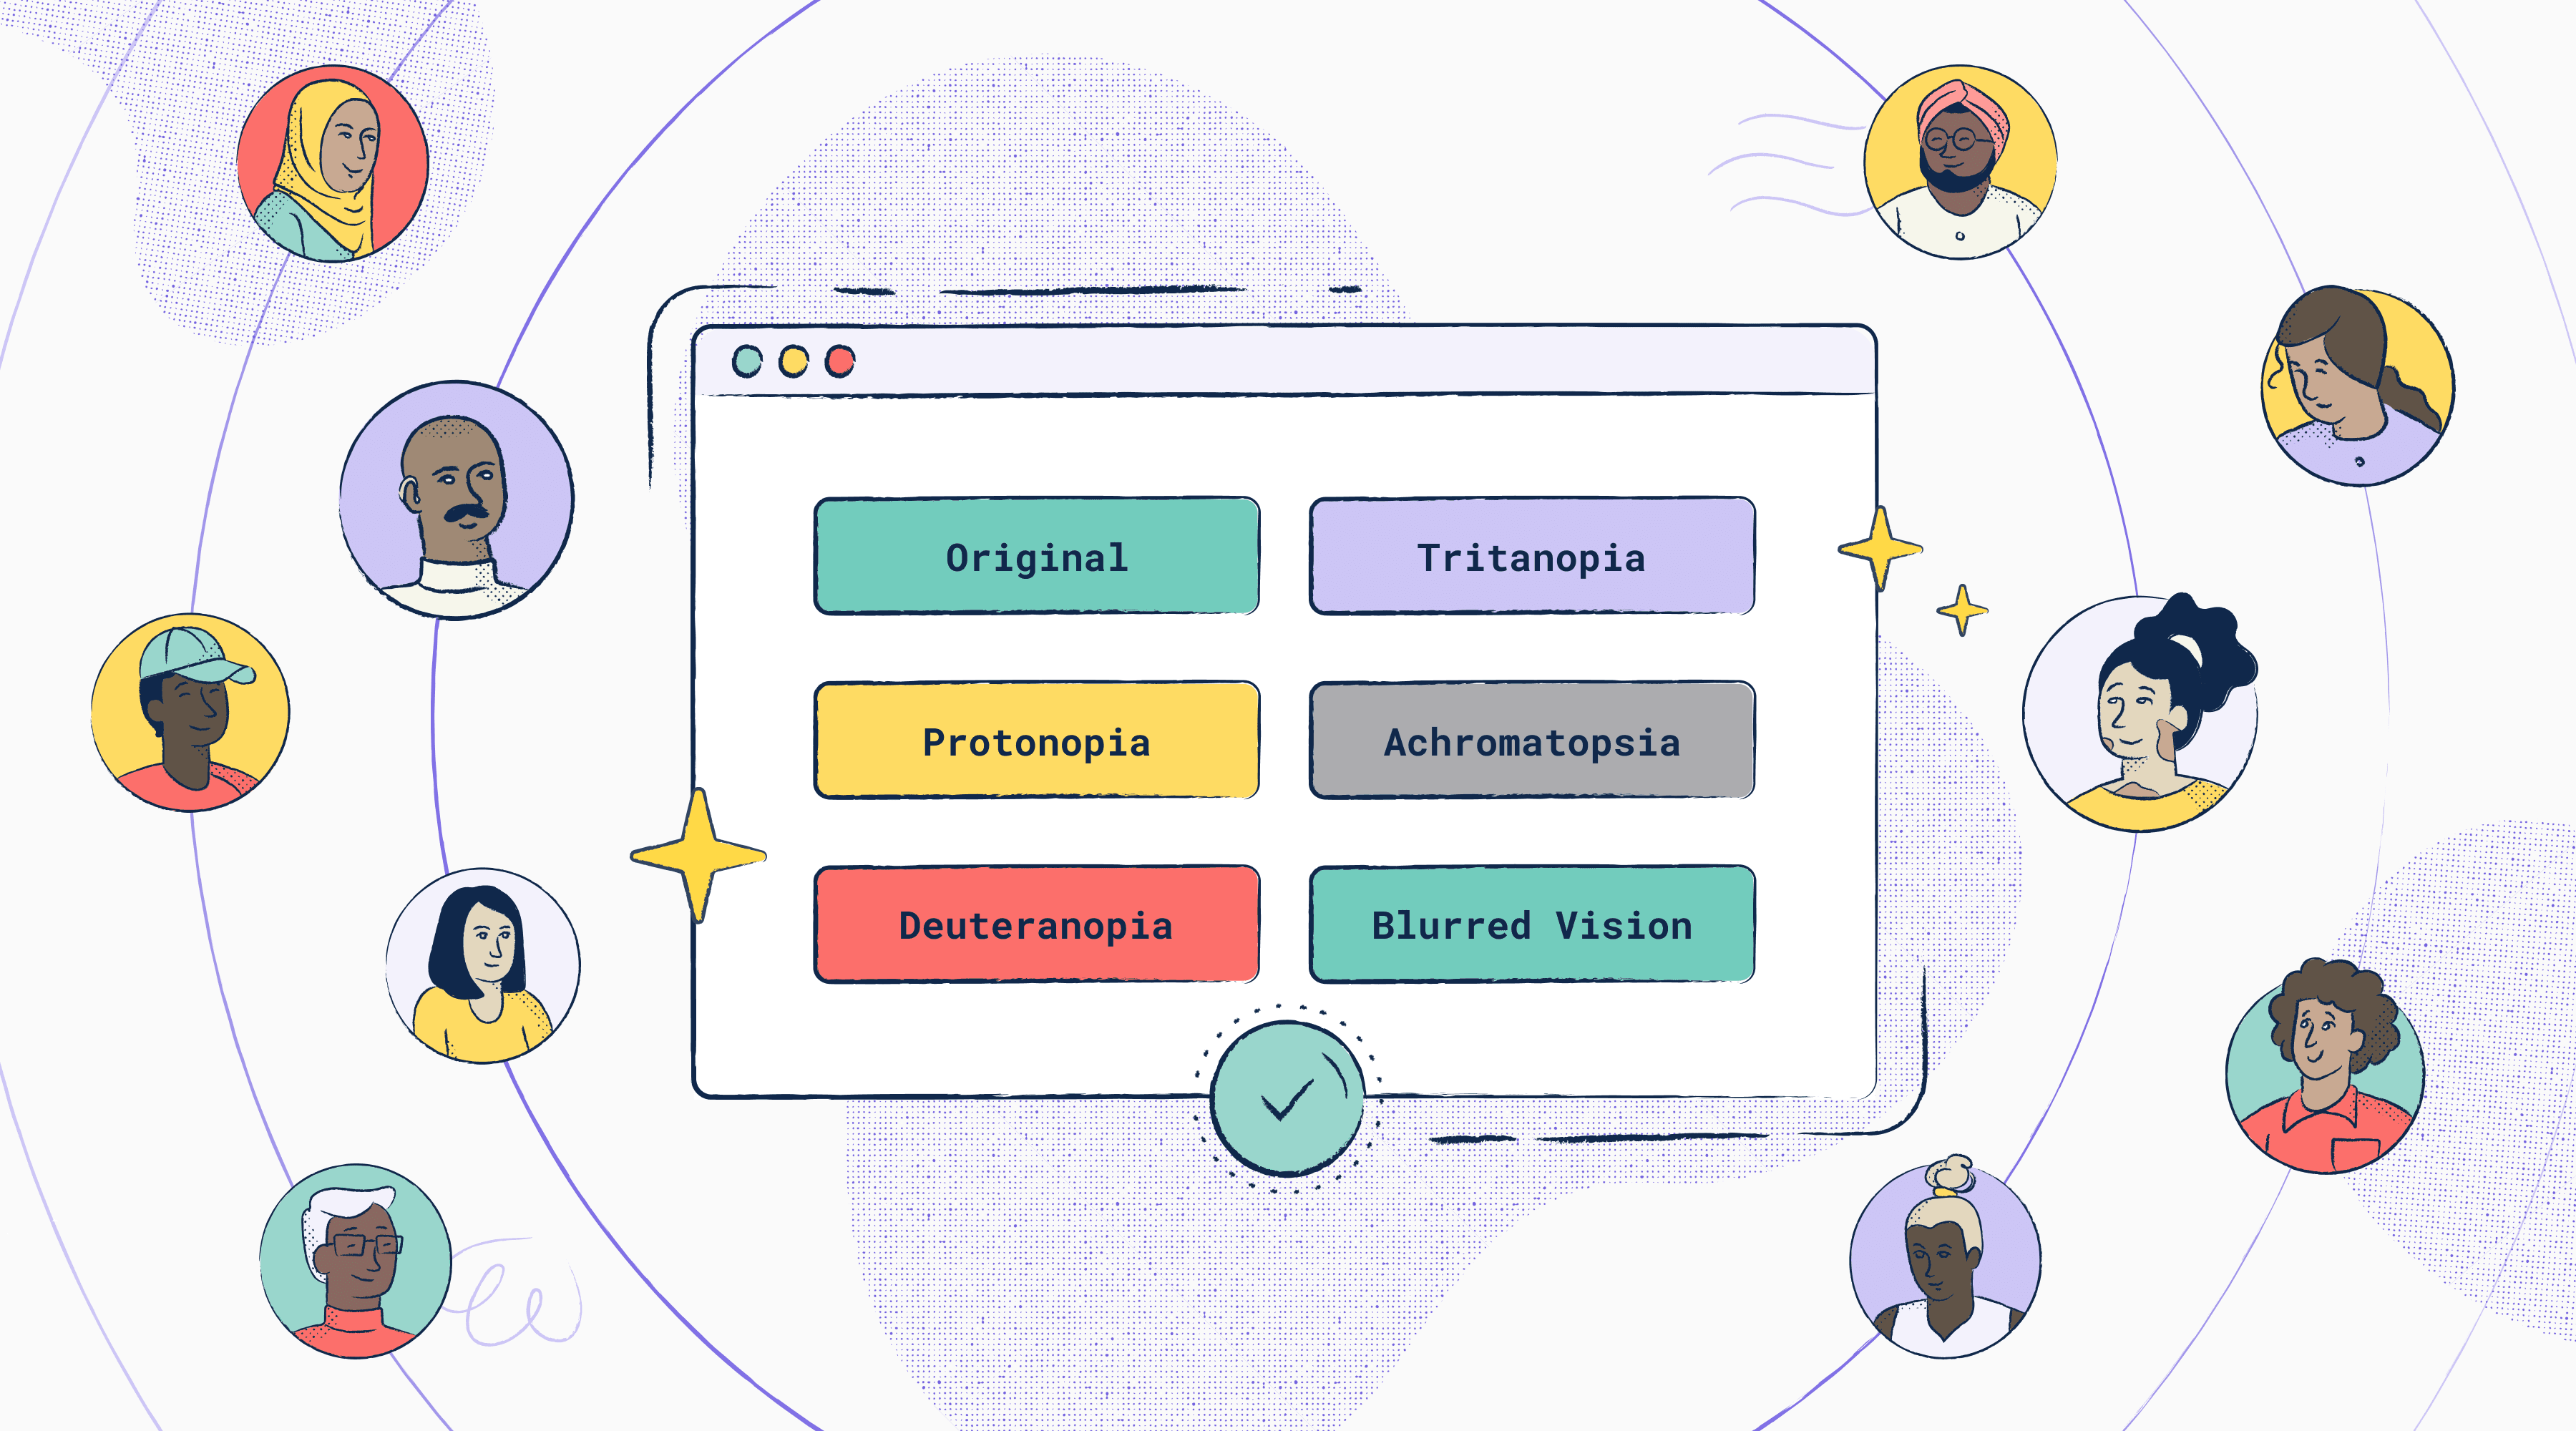 Original
Tritanopia
Protonopia
Achromatopsia
Deuteranopia
Blurred Vision